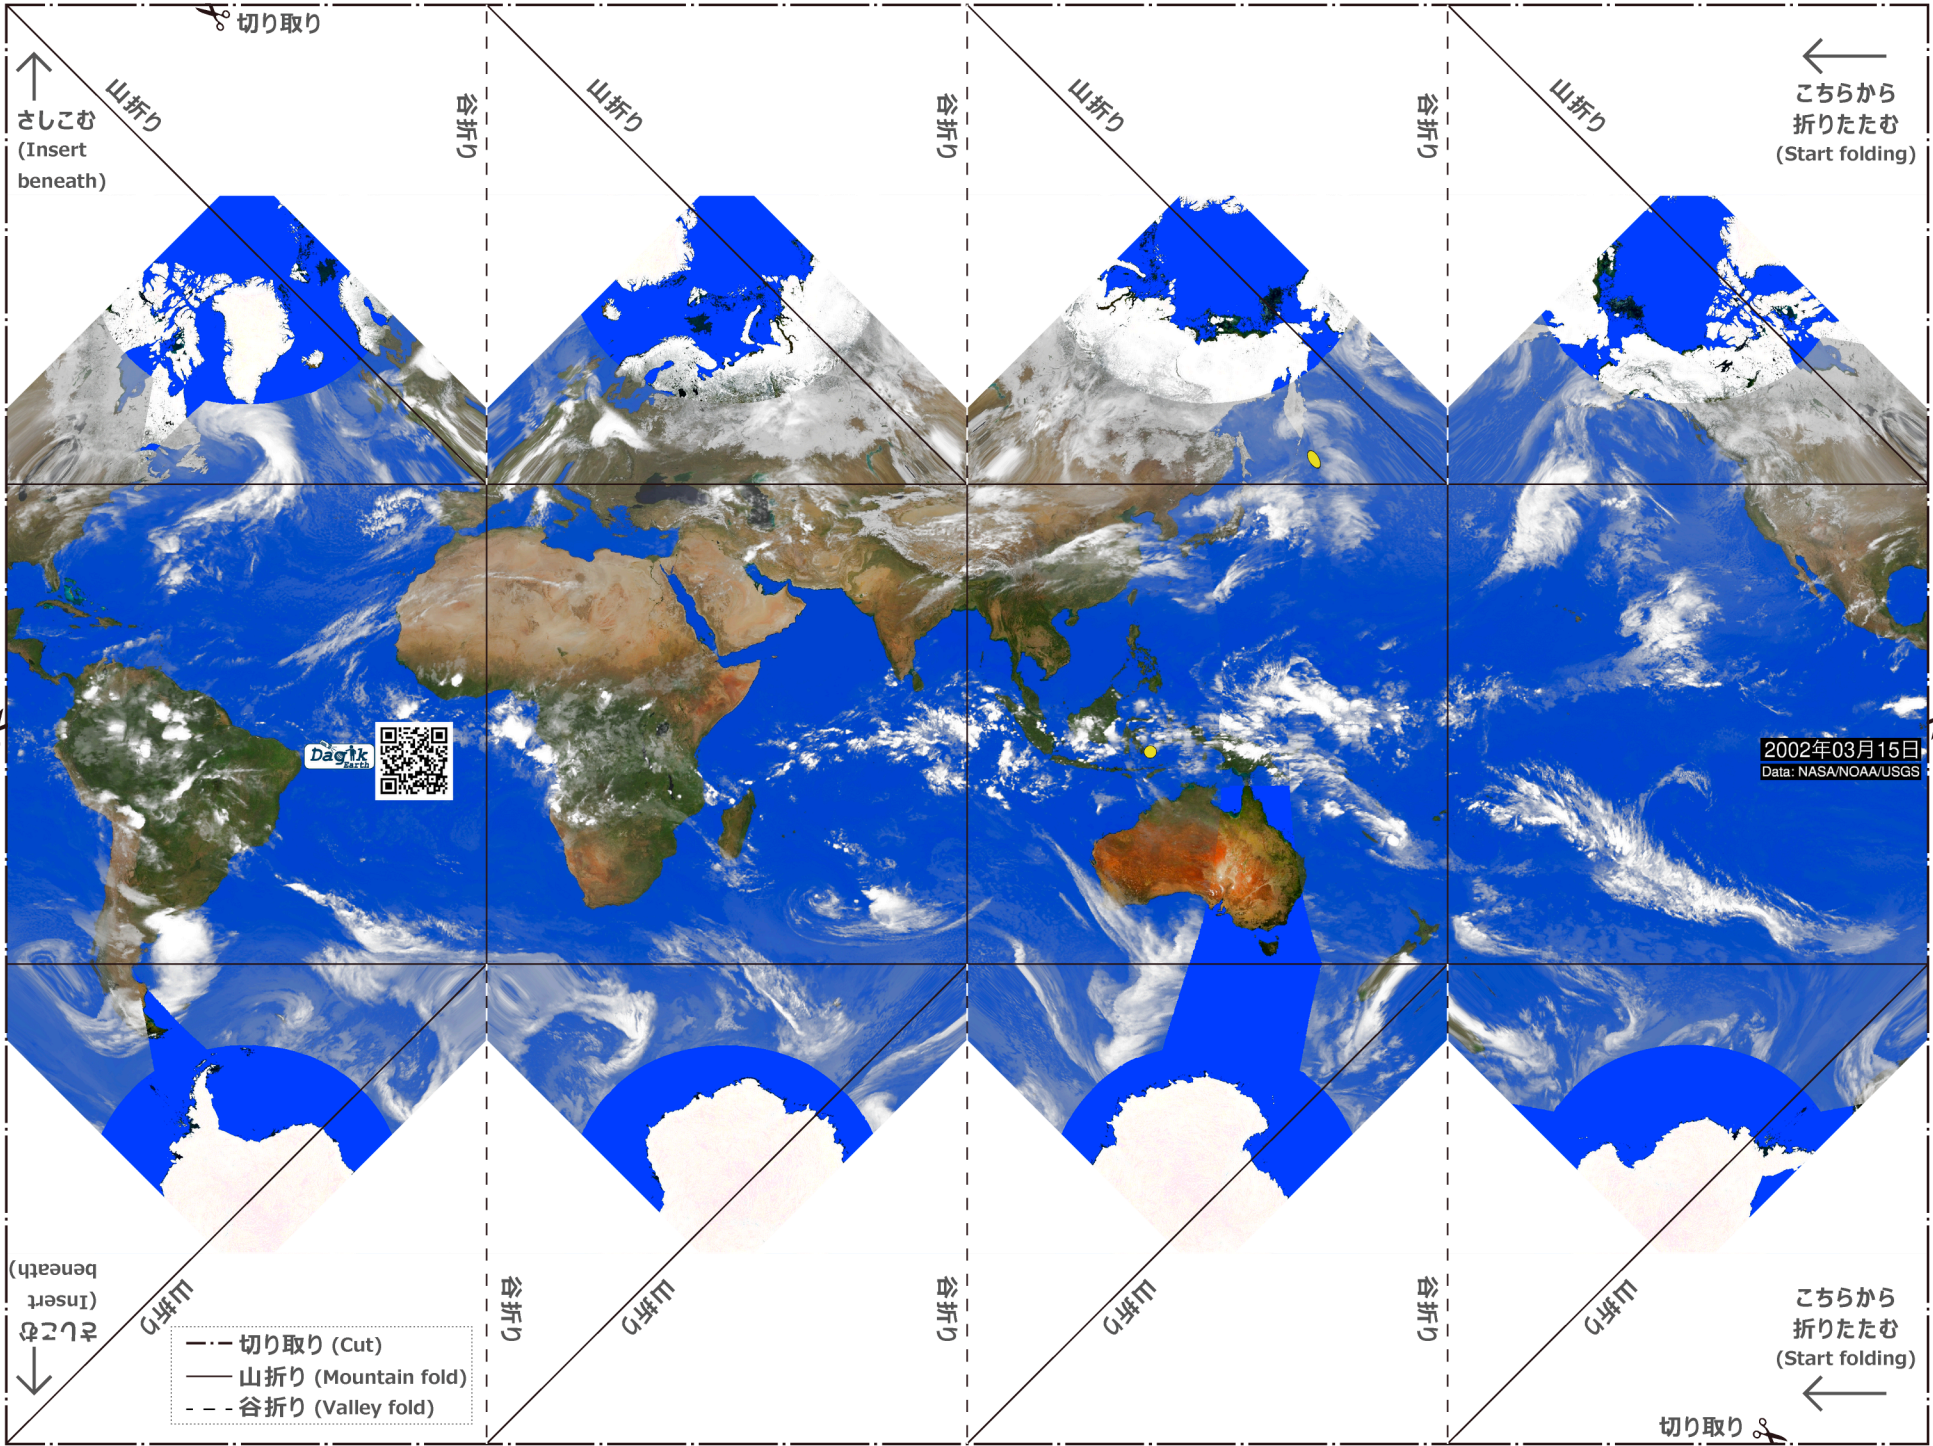 切り取り
山折り
谷折り
山折り
谷折り
山折り
谷折り
山折り
さしこむ
(Insert
beneath)
こちらから
折りたたむ
(Start folding)
Dagik
Earth
2002年03月15日
Data: NASA/NOAA/USGS
さしこむ
(Insert
beneath)
山折り
谷折り
山折り
谷折り
山折り
谷折り
山折り
こちらから
折りたたむ
(Start folding)
切り取り (Cut)
山折り (Mountain fold)
谷折り (Valley fold)
切り取り